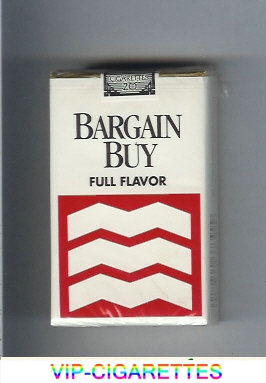 CIGARETTES
20
BARGAIN
BUY
FULL FLAVOR
VIP-CIGARETTES